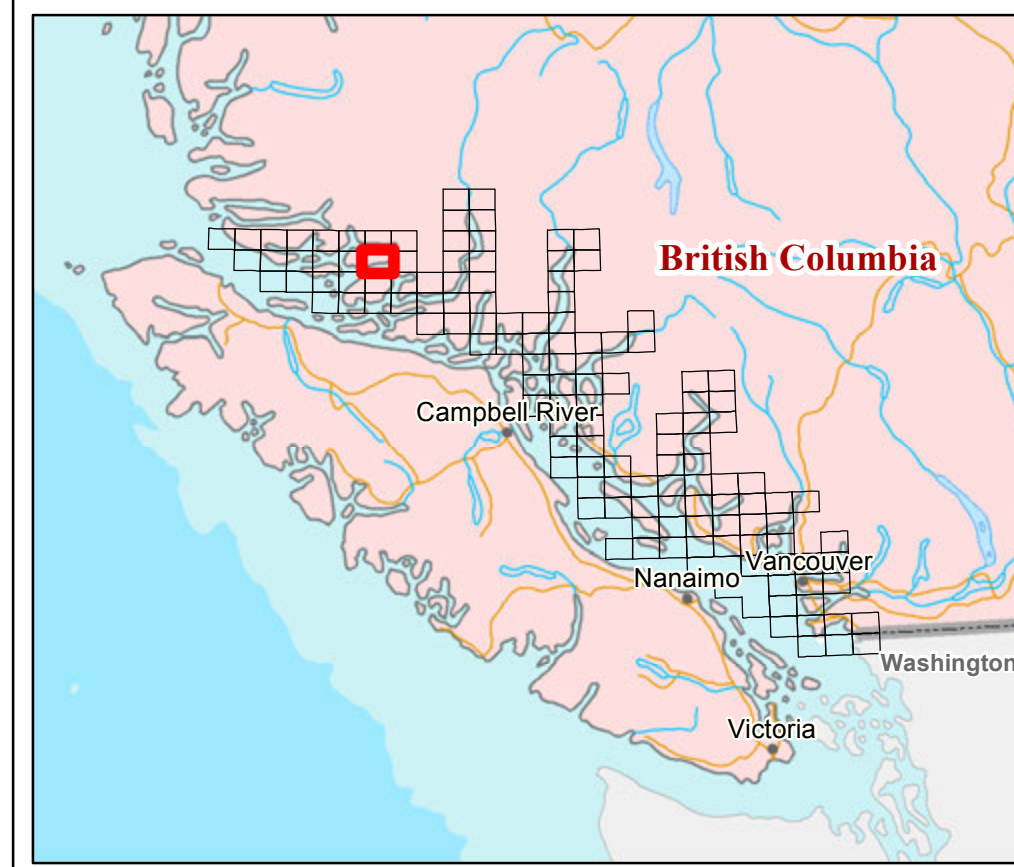 British Columbia
Campbell River
Vancouver
Nanaimo
Washington
Victoria